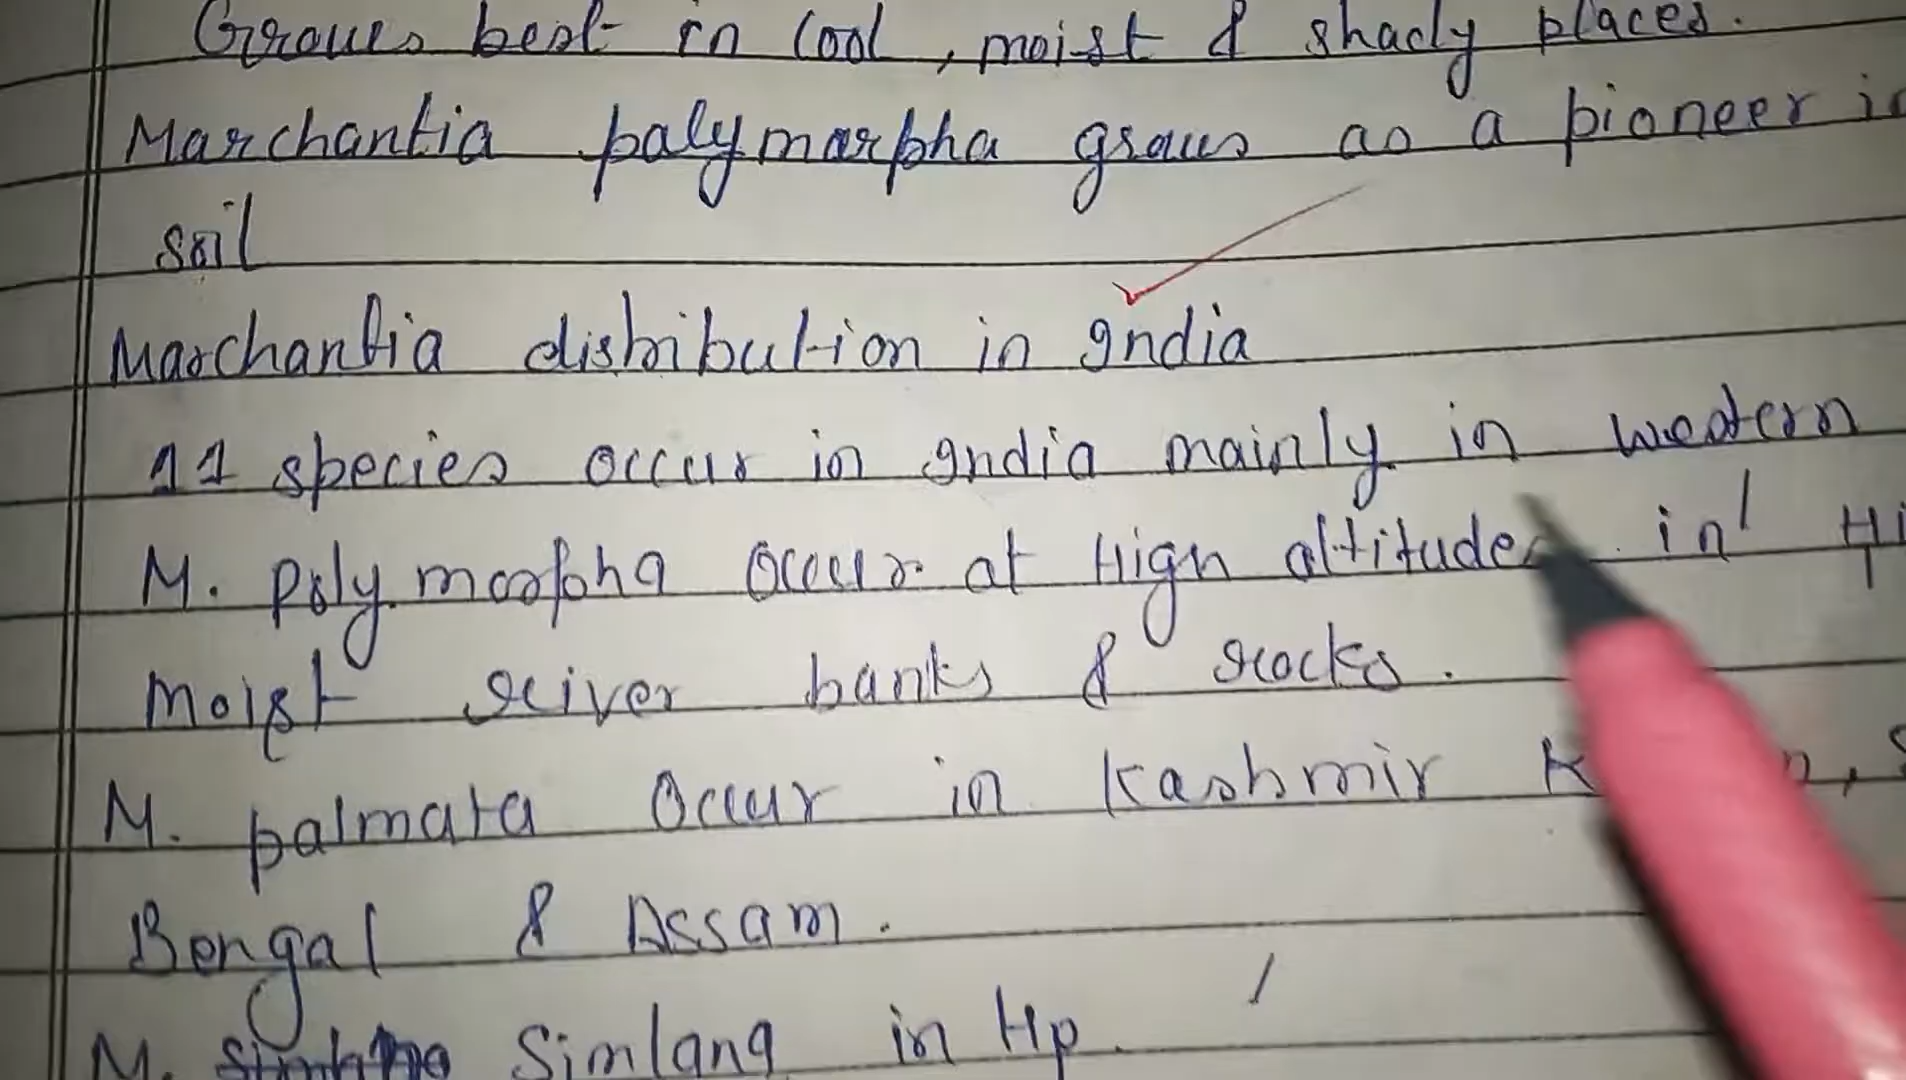 Grows best in cool, moist & shady places.
Marchantia polymorpha grows as a pioneer in
soil
Marchantia distribution in India
11 species occur in India mainly in western
M. polymorpha occur at High altitudes in
Moist river banks & rocks.
M. palmata occur in Kashmir
Bengal & Assam.
M. Simlana in Hp.